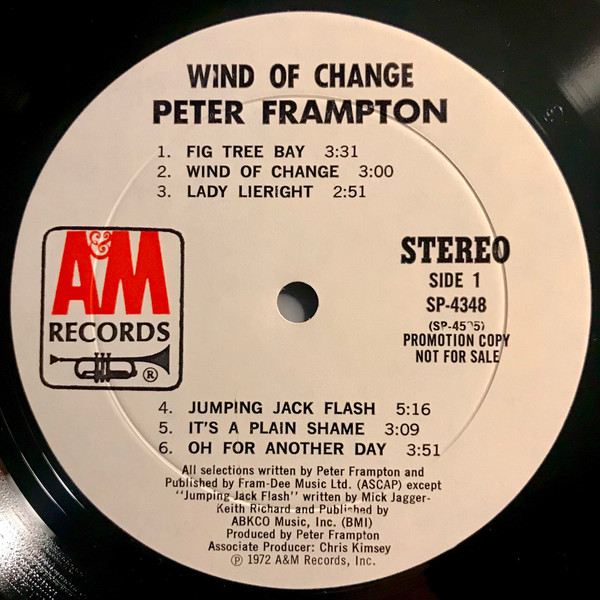 WIND OF CHANGE
PETER FRAMPTON
1. FIG TREE BAY 3:31
2. WIND OF CHANGE 3:00
3. LADY LIERIGHT 2:51
A&M
RECORDS
®
STEREO
SIDE 1
SP-4348
PROMOTION COPY
NOT FOR SALE
4. JUMPING JACK FLASH 5:16
5. IT'S A PLAIN SHAME 3:09
6. OH FOR ANOTHER DAY 3:51
All selections written by Peter Frampton and
Published by Fram-Dee Music Ltd. (ASCAP) except
"Jumping Jack Flash" written by Mick Jagger-
Keith Richard and Published by
ABKCO Music, Inc. (BMI)
Produced by Peter Frampton
Associate Producer: Chris Kimsey
℗ 1972 A&M Records, Inc.